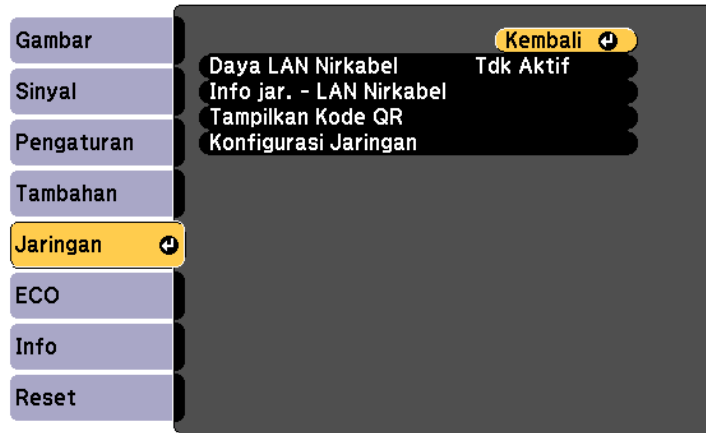 Gambar
Sinyal
Pengaturan
Tambahan
Jaringan
ECO
Info
Reset
Kembali
Daya LAN Nirkabel Tdk Aktif
Info jar. - LAN Nirkabel
Tampilkan Kode QR
Konfigurasi Jaringan